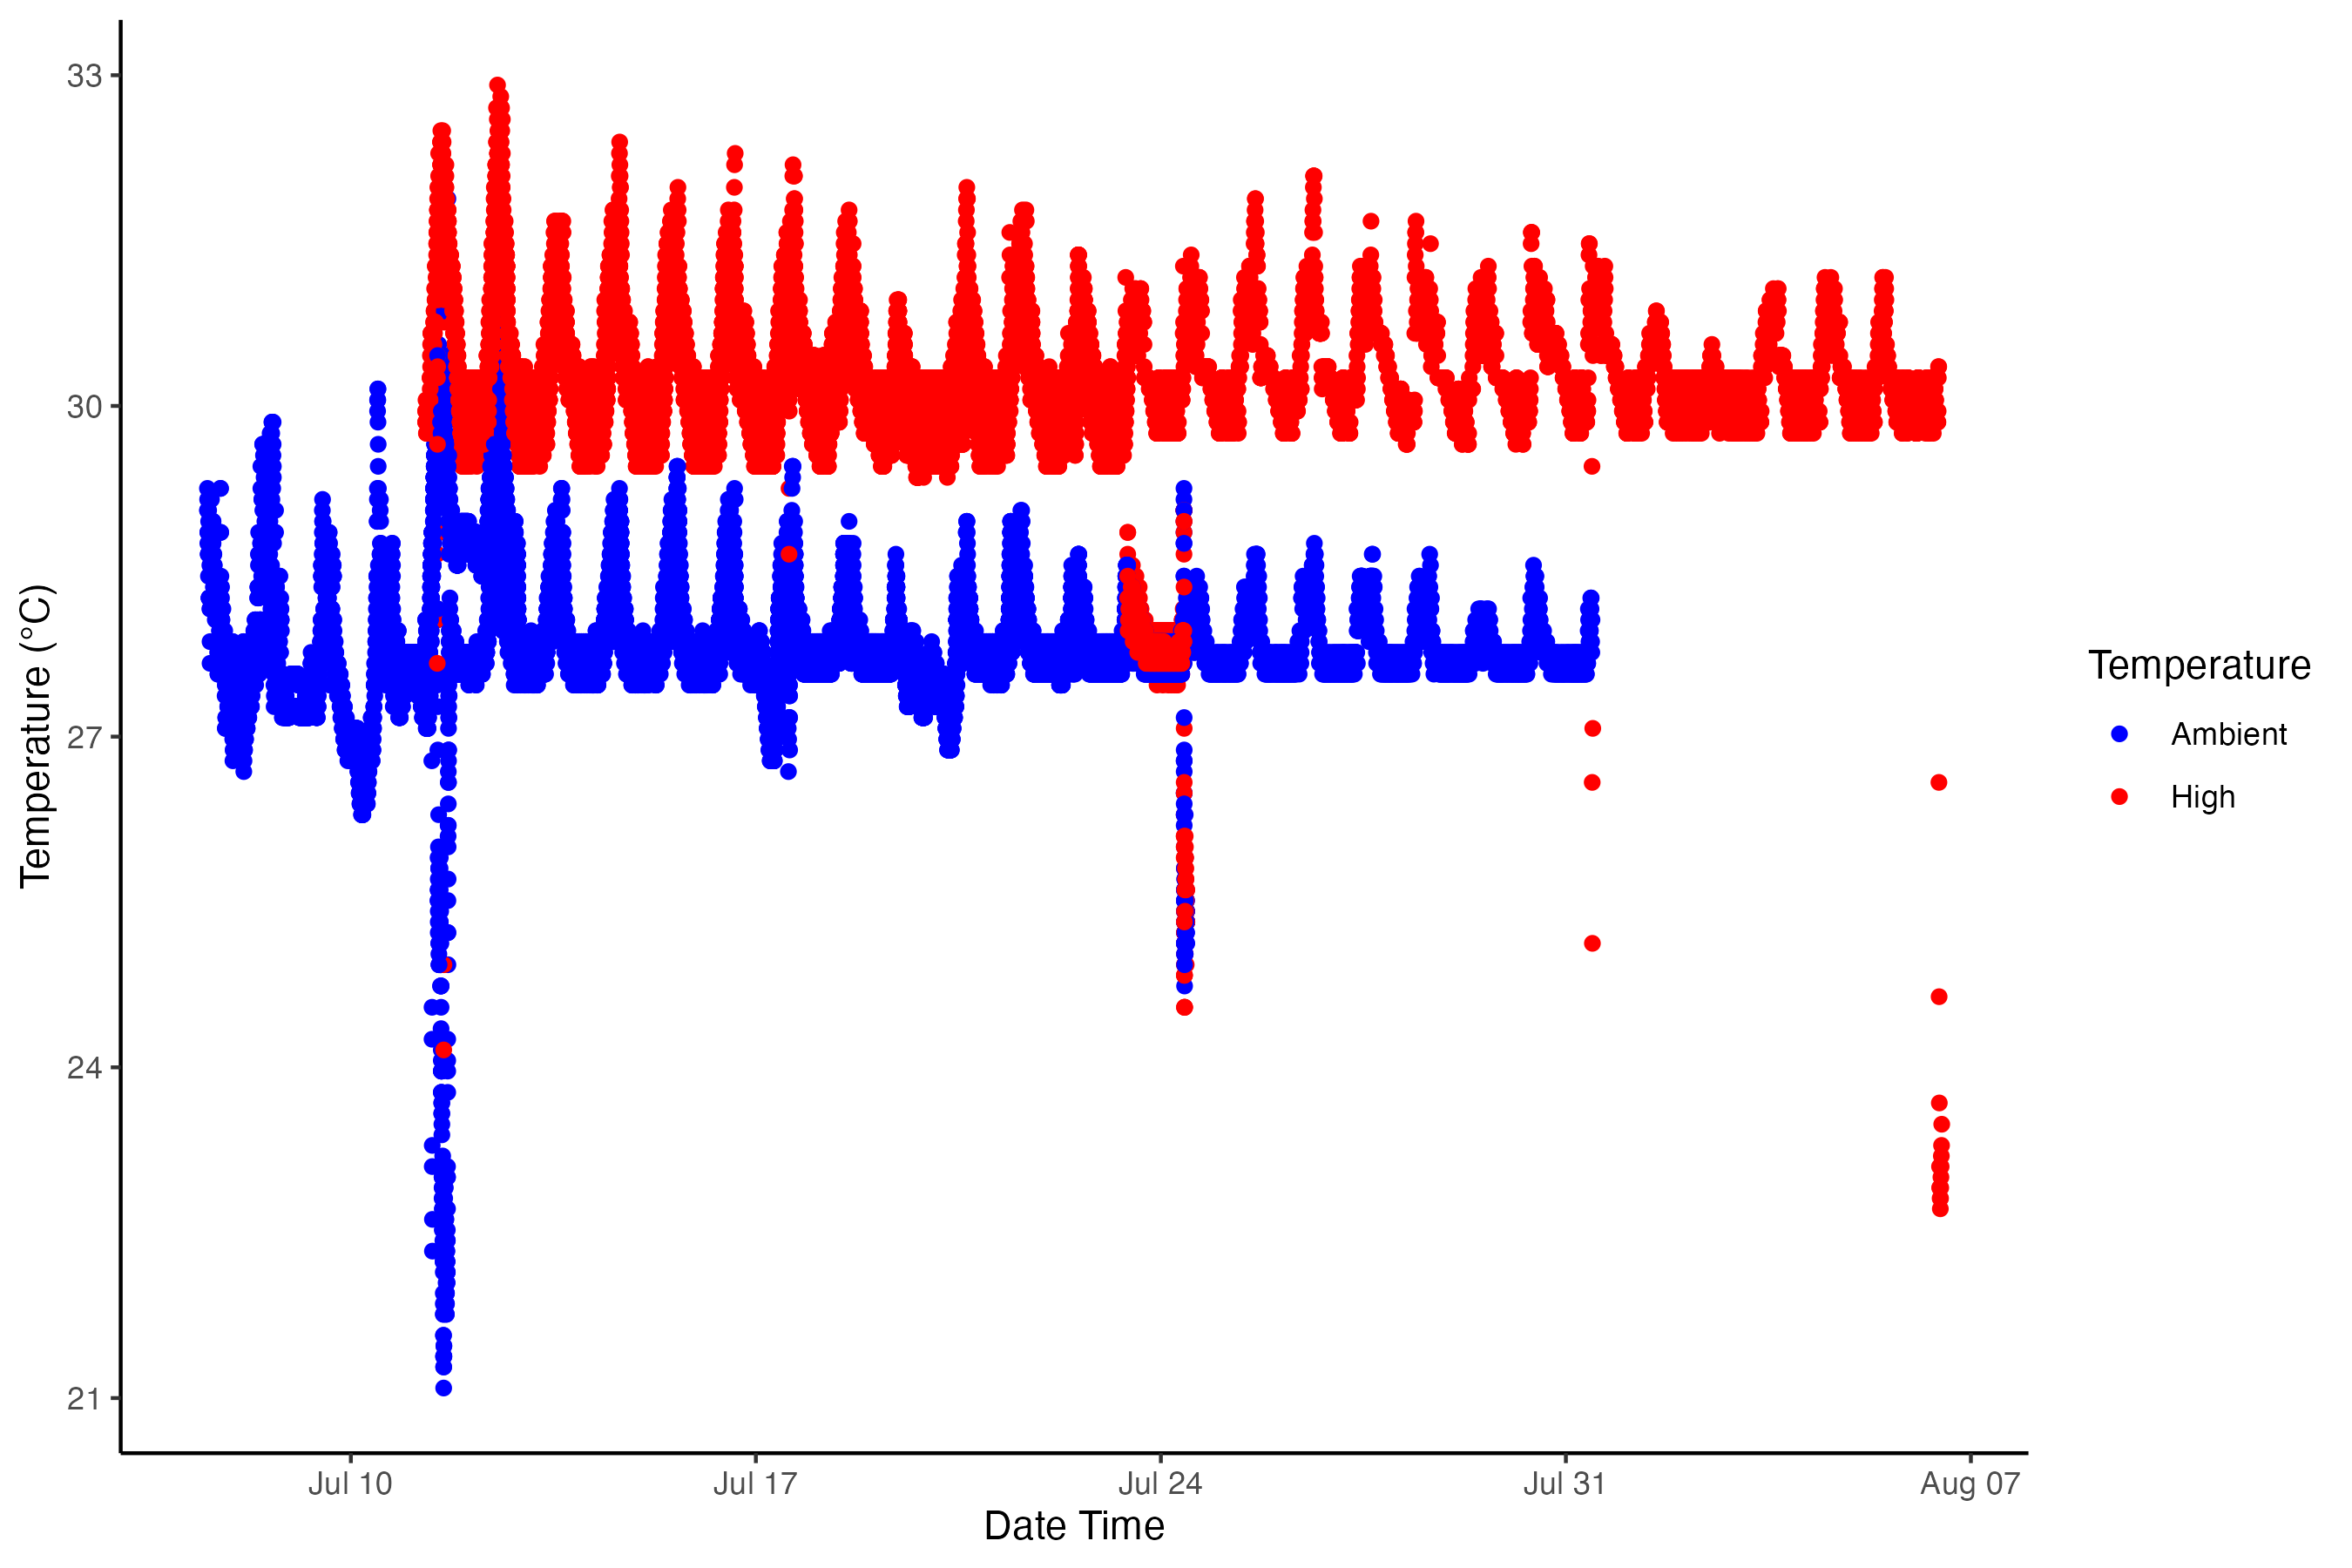 33
30
27
24
21
Temperature (°C)
Jul 10
Jul 17
Jul 24
Jul 31
Aug 07
Date Time
Temperature
Ambient
High